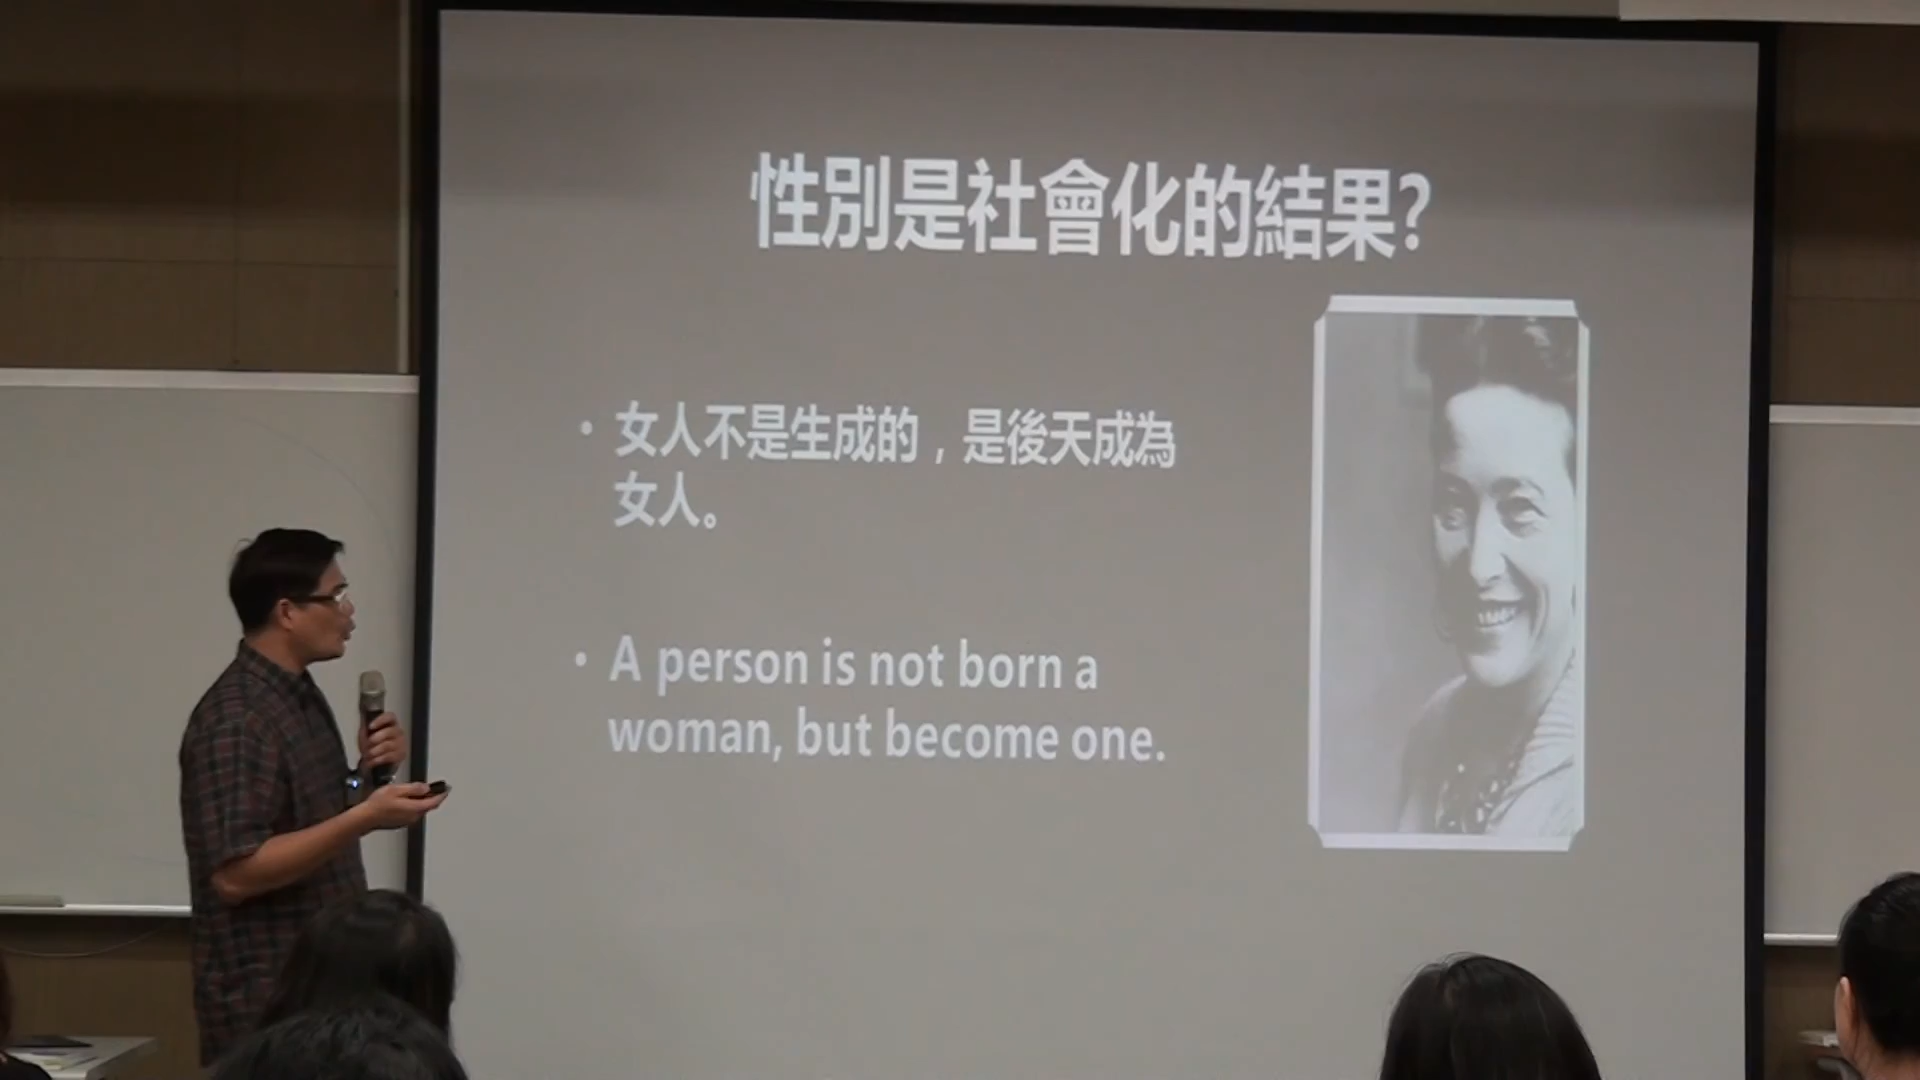 性別是社會化的結果?
• 女人不是生成的，是後天成為
女人。
• A person is not born a
woman, but become one.